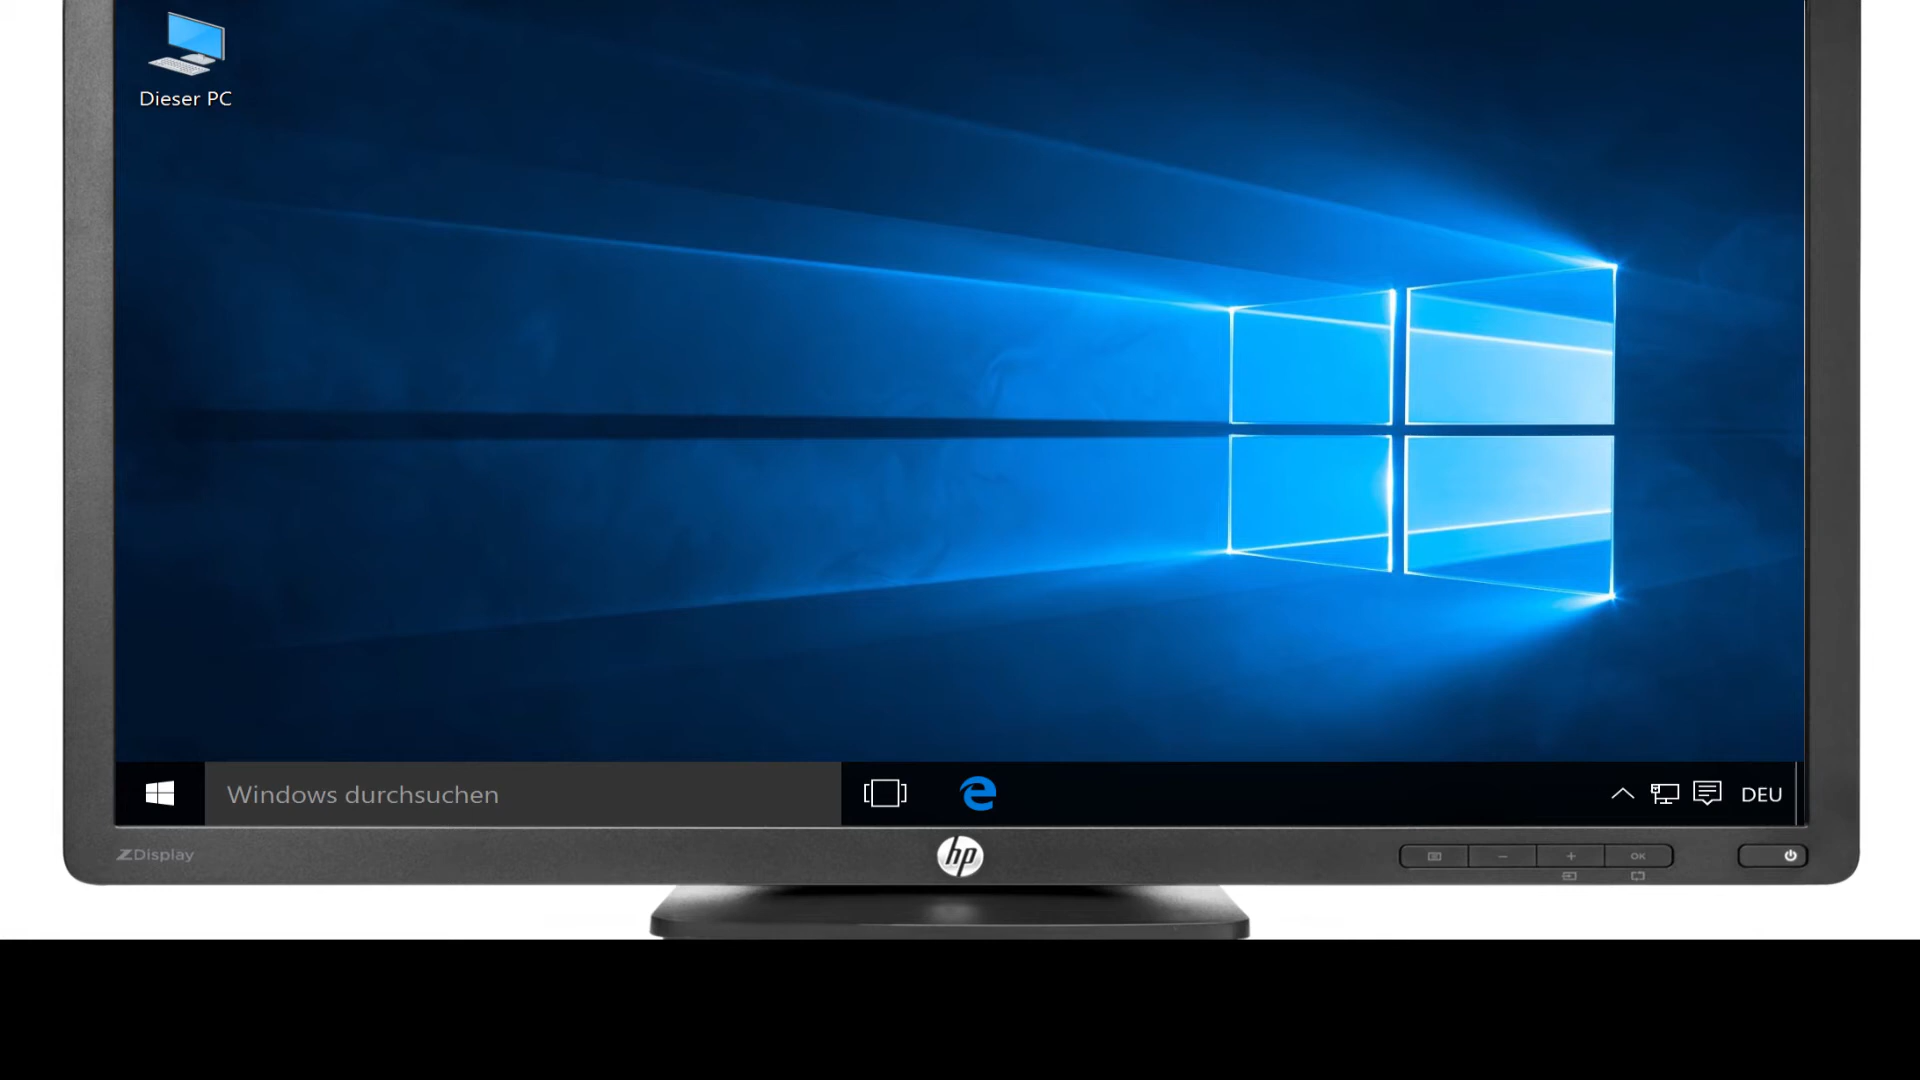 Dieser PC
Windows durchsuchen
DEU
ZDisplay
hp
OK